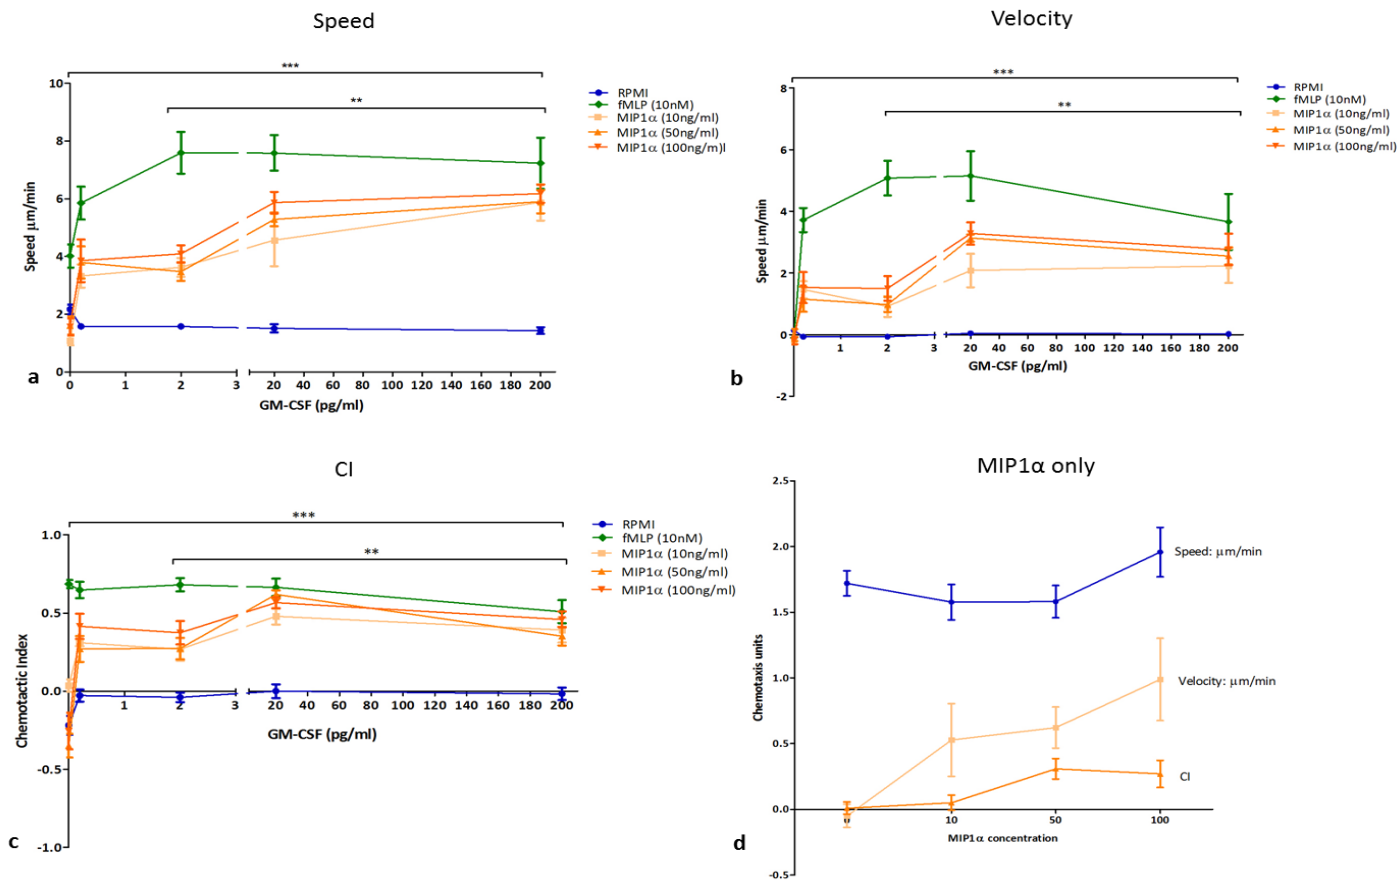 Speed
***
**
10
8
6
4
2
0
Speed µm/min
0 1 2 3 20 40 60 80 100 120 140 160 180 200
GM-CSF (pg/ml)
RPMI
fMLP (10nM)
MIP1α (10ng/ml)
MIP1α (50ng/ml)
MIP1α (100ng/m)l
a
Velocity
***
**
8
6
4
2
0
-2
Speed µm/min
1 2 3 20 40 60 80 100 120 140 160 180 200
GM-CSF (pg/ml)
RPMI
fMLP (10nM)
MIP1α (10ng/ml)
MIP1α (50ng/ml)
MIP1α (100ng/ml)
b
CI
***
**
1.0
0.5
0.0
-0.5
-1.0
Chemotactic Index
1 2 3 20 40 60 80 100 120 140 160 180 200
GM-CSF (pg/ml)
RPMI
fMLP (10nM)
MIP1α (10ng/ml)
MIP1α (50ng/ml)
MIP1α (100ng/ml)
c
MIP1α only
2.5
2.0
1.5
1.0
0.5
0.0
-0.5
Chemotaxis units
Speed: µm/min
Velocity: µm/min
CI
0 10 50 100
MIP1α concentration
d